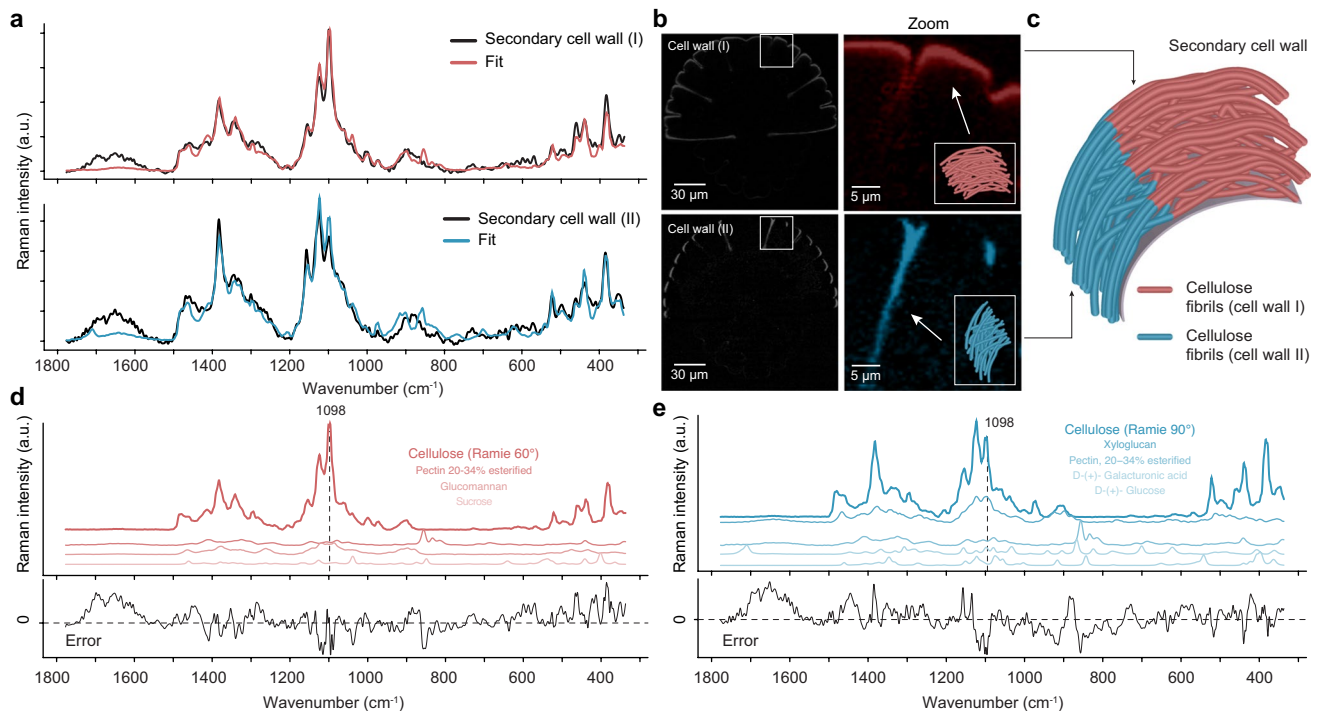 a
Raman intensity (a.u.)
Secondary cell wall (I)
Fit
Secondary cell wall (II)
Fit
1800 1600 1400 1200 1000 800 600 400
Wavenumber (cm⁻¹)
b
Zoom
Cell wall (I)
30 µm
5 µm
Cell wall (II)
30 µm
5 µm
c
Secondary cell wall
Cellulose
fibrils (cell wall I)
Cellulose
fibrils (cell wall II)
d
Raman intensity (a.u.)
1098
Cellulose (Ramie 60°)
Pectin 20-34% esterified
Glucomannan
Sucrose
0
Error
1800 1600 1400 1200 1000 800 600 400
Wavenumber (cm⁻¹)
e
Raman intensity (a.u.)
1098
Cellulose (Ramie 90°)
Xyloglucan
Pectin, 20–34% esterified
D-(+)- Galacturonic acid
D-(+)- Glucose
0
Error
1800 1600 1400 1200 1000 800 600 400
Wavenumber (cm⁻¹)